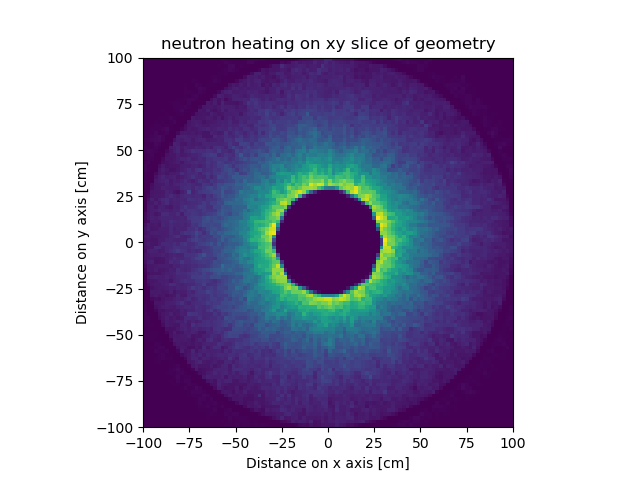 neutron heating on xy slice of geometry
100
75
50
25
0
−25
−50
−75
−100
Distance on y axis [cm]
−100 −75 −50 −25 0 25 50 75 100
Distance on x axis [cm]